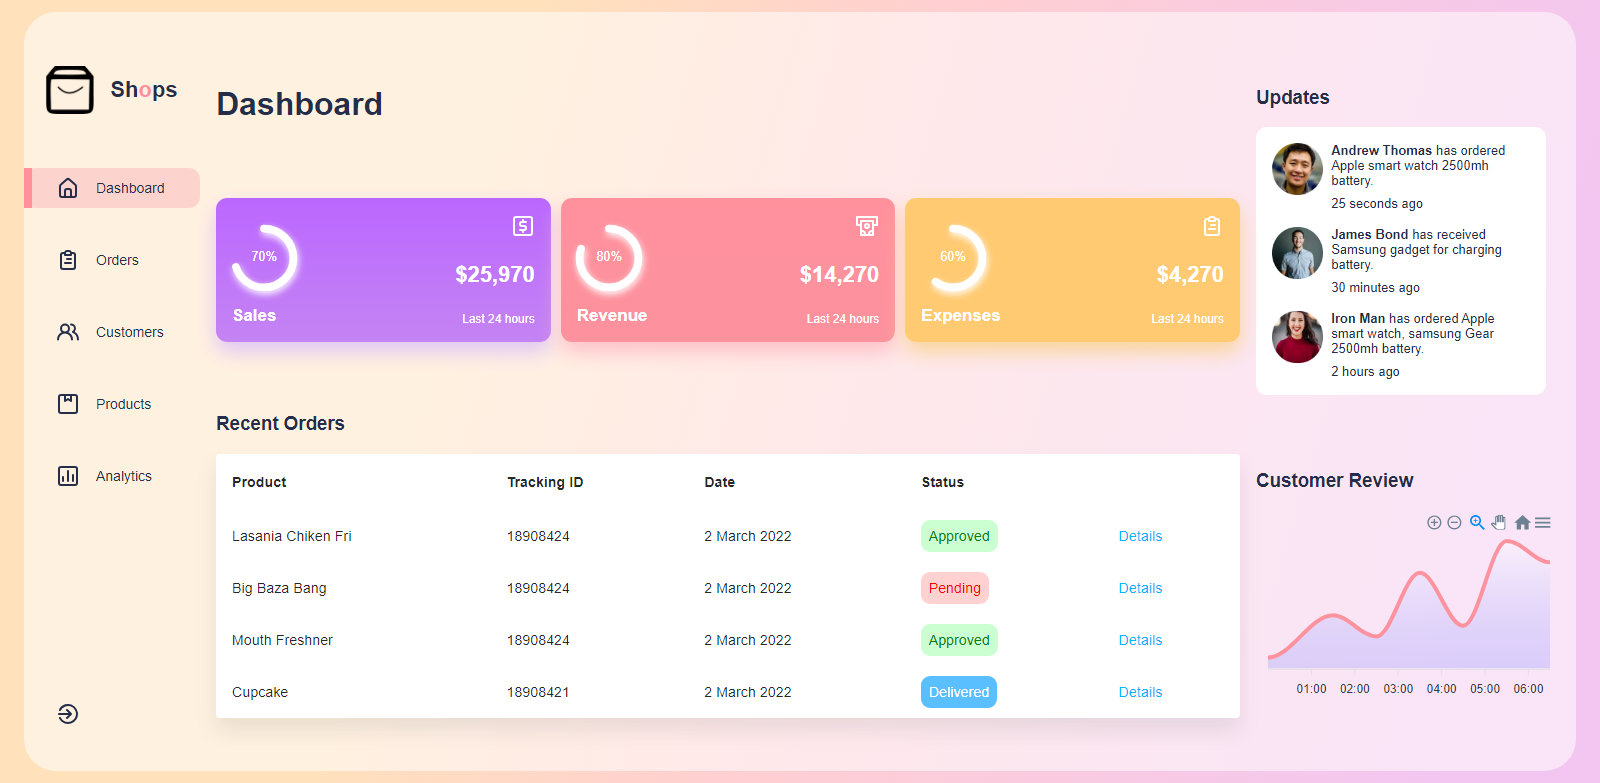 Shops
Dashboard
Orders
Customers
Products
Analytics
Dashboard
70%
$25,970
Sales
Last 24 hours
80%
$14,270
Revenue
Last 24 hours
60%
$4,270
Expenses
Last 24 hours
Recent Orders
Product Tracking ID Date Status
Lasania Chiken Fri 18908424 2 March 2022 Approved Details
Big Baza Bang 18908424 2 March 2022 Pending Details
Mouth Freshner 18908424 2 March 2022 Approved Details
Cupcake 18908421 2 March 2022 Delivered Details
Updates
Andrew Thomas has ordered
Apple smart watch 2500mh
battery.
25 seconds ago
James Bond has received
Samsung gadget for charging
battery.
30 minutes ago
Iron Man has ordered Apple
smart watch, samsung Gear
2500mh battery.
2 hours ago
Customer Review
01:00 02:00 03:00 04:00 05:00 06:00